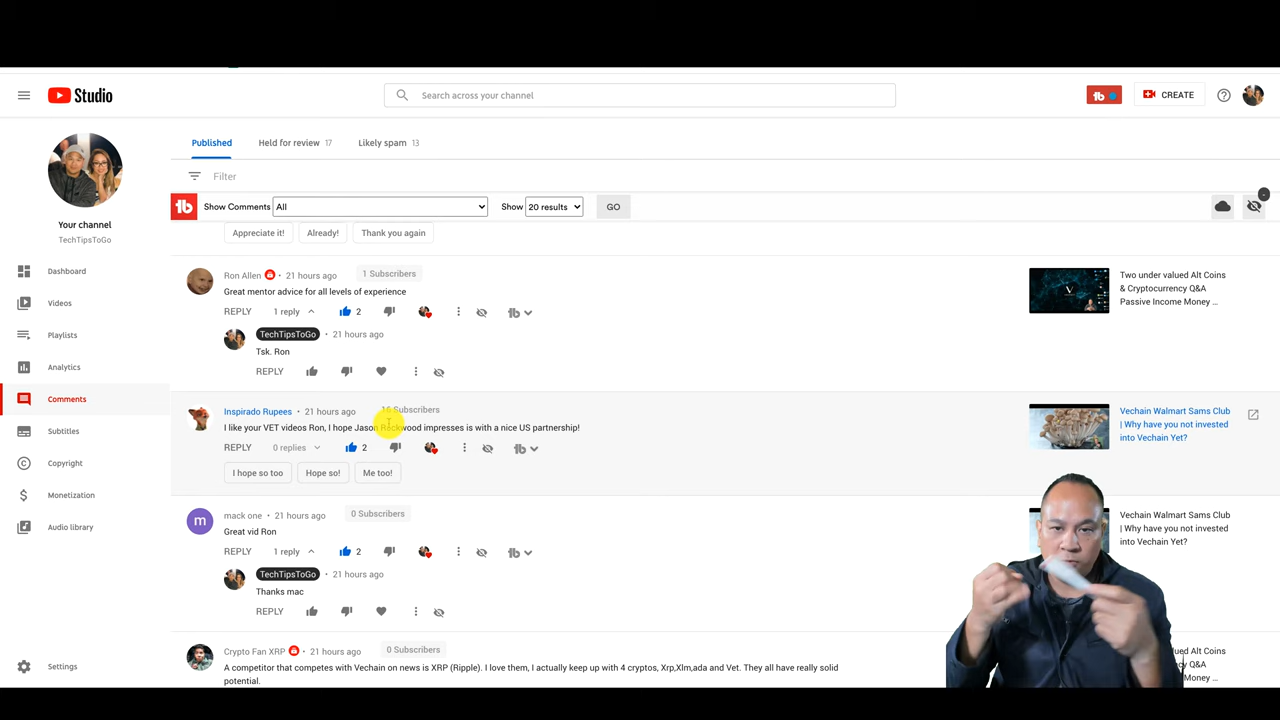 Studio
Search across your channel
CREATE
Your channel
TechTipsToGo
Dashboard
Videos
Playlists
Analytics
Comments
Subtitles
Copyright
Monetization
Audio library
Settings
Published
Held for review 17
Likely spam 13
Filter
tb Show Comments All Show 20 results GO
Appreciate it! Already! Thank you again
Ron Allen • 21 hours ago 1 Subscribers
Great mentor advice for all levels of experience
REPLY 1 reply 2
TechTipsToGo • 21 hours ago
Tsk. Ron
REPLY
Two under valued Alt Coins
& Cryptocurrency Q&A
Passive Income Money ...
Inspirado Rupees • 21 hours ago 16 Subscribers
I like your VET videos Ron, I hope Jason Rockwood impresses is with a nice US partnership!
REPLY 0 replies 2
I hope so too Hope so! Me too!
Vechain Walmart Sams Club
| Why have you not invested
into Vechain Yet?
m mack one • 21 hours ago 0 Subscribers
Great vid Ron
REPLY 1 reply 2
TechTipsToGo • 21 hours ago
Thanks mac
REPLY
Vechain Walmart Sams Club
| Why have you not invested
into Vechain Yet?
Crypto Fan XRP • 21 hours ago 0 Subscribers
A competitor that competes with Vechain on news is XRP (Ripple). I love them, I actually keep up with 4 cryptos, Xrp,Xlm,ada and Vet. They all have really solid
potential.
Alt Coins
Q&A